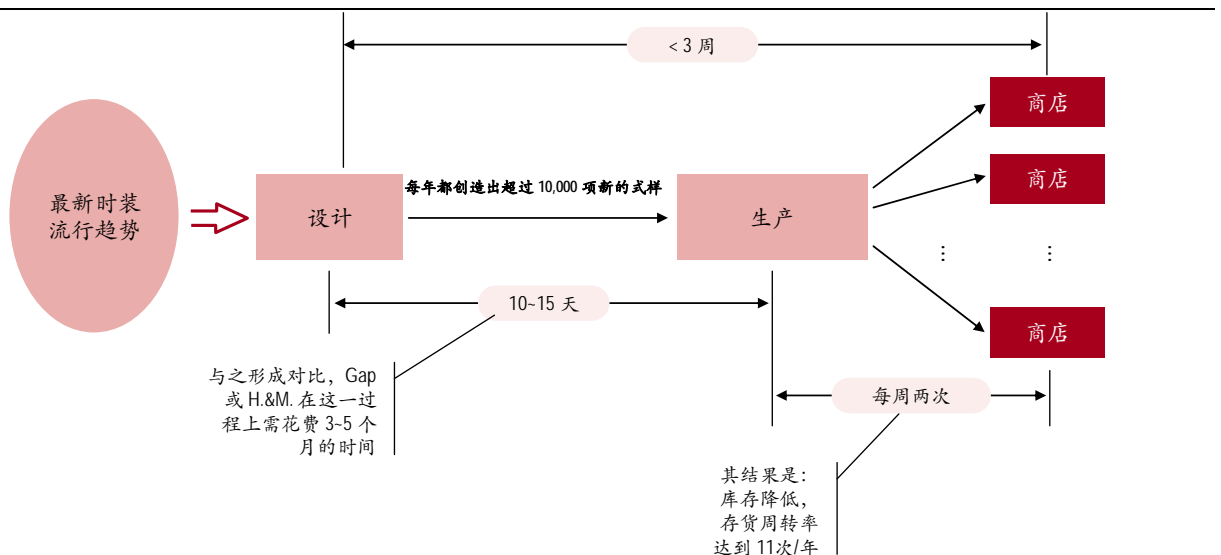 < 3 周
商店
最新时装
流行趋势
设计
每年都创造出超过 10,000 项新的式样
生产
商店
⋮
⋮
10~15 天
商店
与之形成对比，Gap
或 H.&M. 在这一过
程上需花费 3~5 个
月的时间
每周两次
其结果是：
库存降低，
存货周转率
达到 11次/年